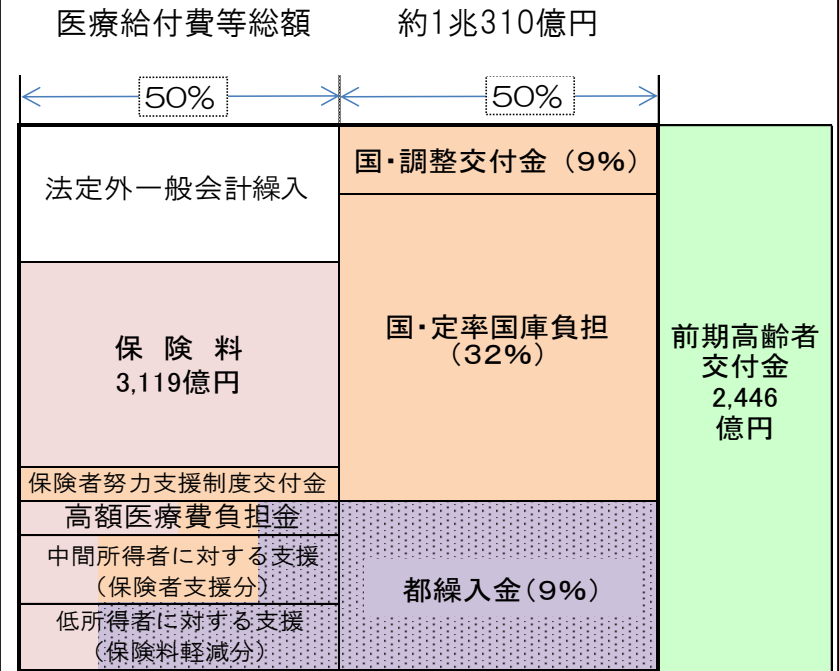 医療給付費等総額 約1兆310億円
50% 50%
法定外一般会計繰入
保険料
3,119億円
保険者努力支援制度交付金
高額医療費負担金
中間所得者に対する支援
(保険者支援分)
低所得者に対する支援
(保険料軽減分)
国・調整交付金(9%)
国・定率国庫負担
(32%)
都繰入金(9%)
前期高齢者
交付金
2,446
億円